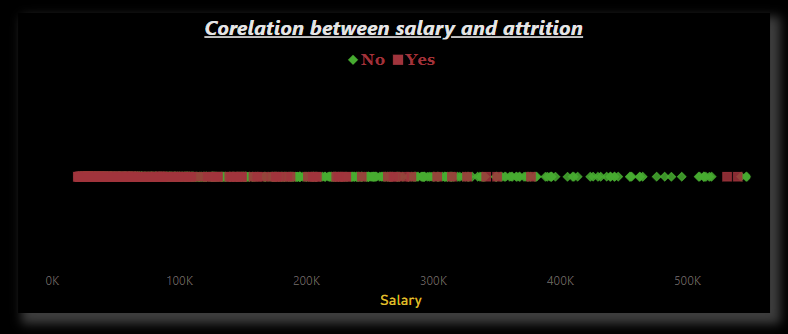 Corelation between salary and attrition
No Yes
0K 100K 200K 300K 400K 500K
Salary